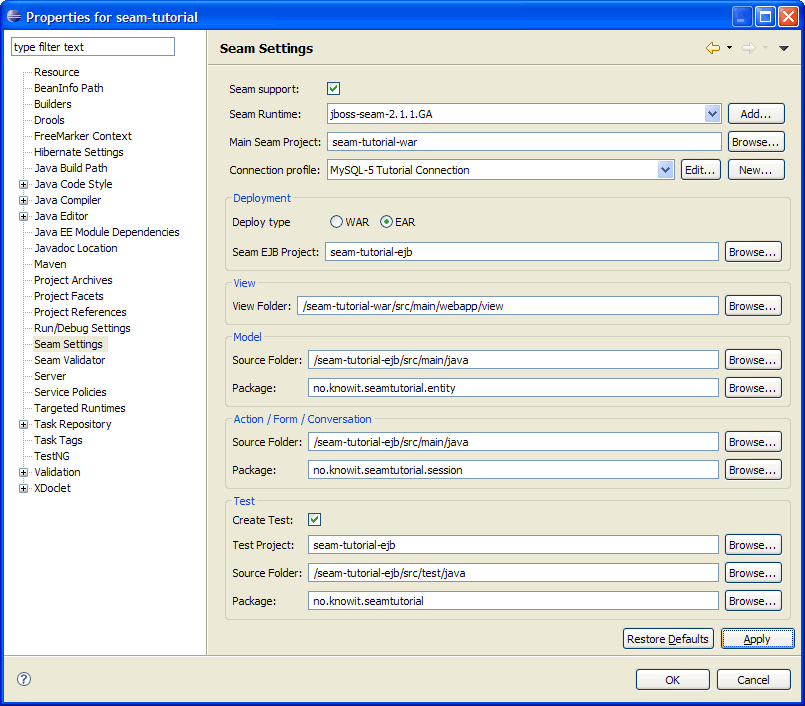 Properties for seam-tutorial
type filter text
Resource
BeanInfo Path
Builders
Drools
FreeMarker Context
Hibernate Settings
Java Build Path
Java Code Style
Java Compiler
Java Editor
Java EE Module Dependencies
Javadoc Location
Maven
Project Archives
Project Facets
Project References
Run/Debug Settings
Seam Settings
Seam Validator
Server
Service Policies
Targeted Runtimes
Task Repository
Task Tags
TestNG
Validation
XDoclet
Seam Settings
Seam support:
Seam Runtime: jboss-seam-2.1.1.GA Add...
Main Seam Project: seam-tutorial-war Browse...
Connection profile: MySQL-5 Tutorial Connection Edit... New...
Deployment
Deploy type WAR EAR
Seam EJB Project: seam-tutorial-ejb Browse...
View
View Folder: /seam-tutorial-war/src/main/webapp/view Browse...
Model
Source Folder: /seam-tutorial-ejb/src/main/java Browse...
Package: no.knowit.seamtutorial.entity Browse...
Action / Form / Conversation
Source Folder: /seam-tutorial-ejb/src/main/java Browse...
Package: no.knowit.seamtutorial.session Browse...
Test
Create Test:
Test Project: seam-tutorial-ejb Browse...
Source Folder: /seam-tutorial-ejb/src/test/java Browse...
Package: no.knowit.seamtutorial Browse...
Restore Defaults Apply
? OK Cancel